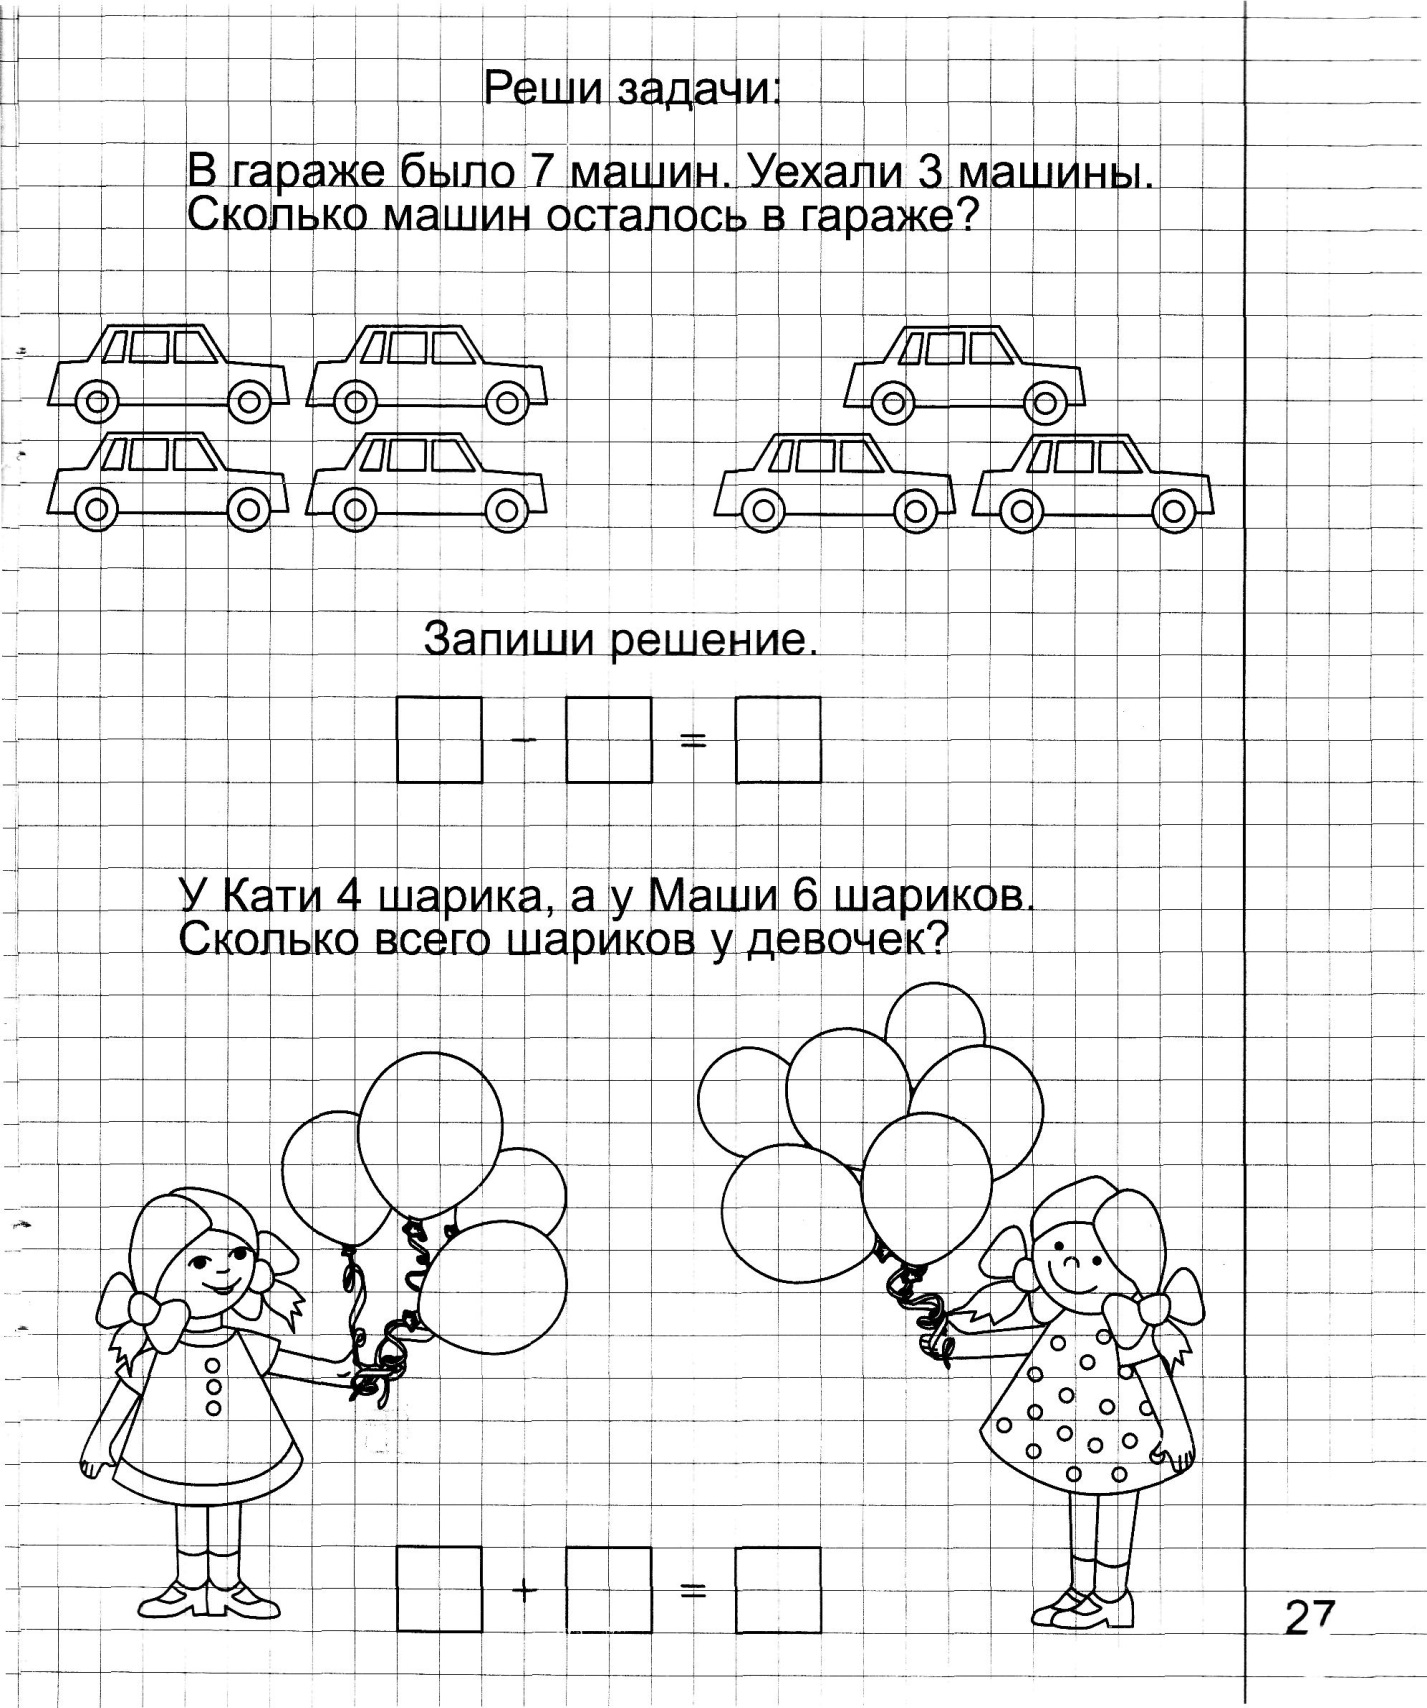 Реши задачи:
В гараже было 7 машин. Уехали 3 машины.
Сколько машин осталось в гараже?
Запиши решение.
- =
У Кати 4 шарика, а у Маши 6 шариков.
Сколько всего шариков у девочек?
+ =
27